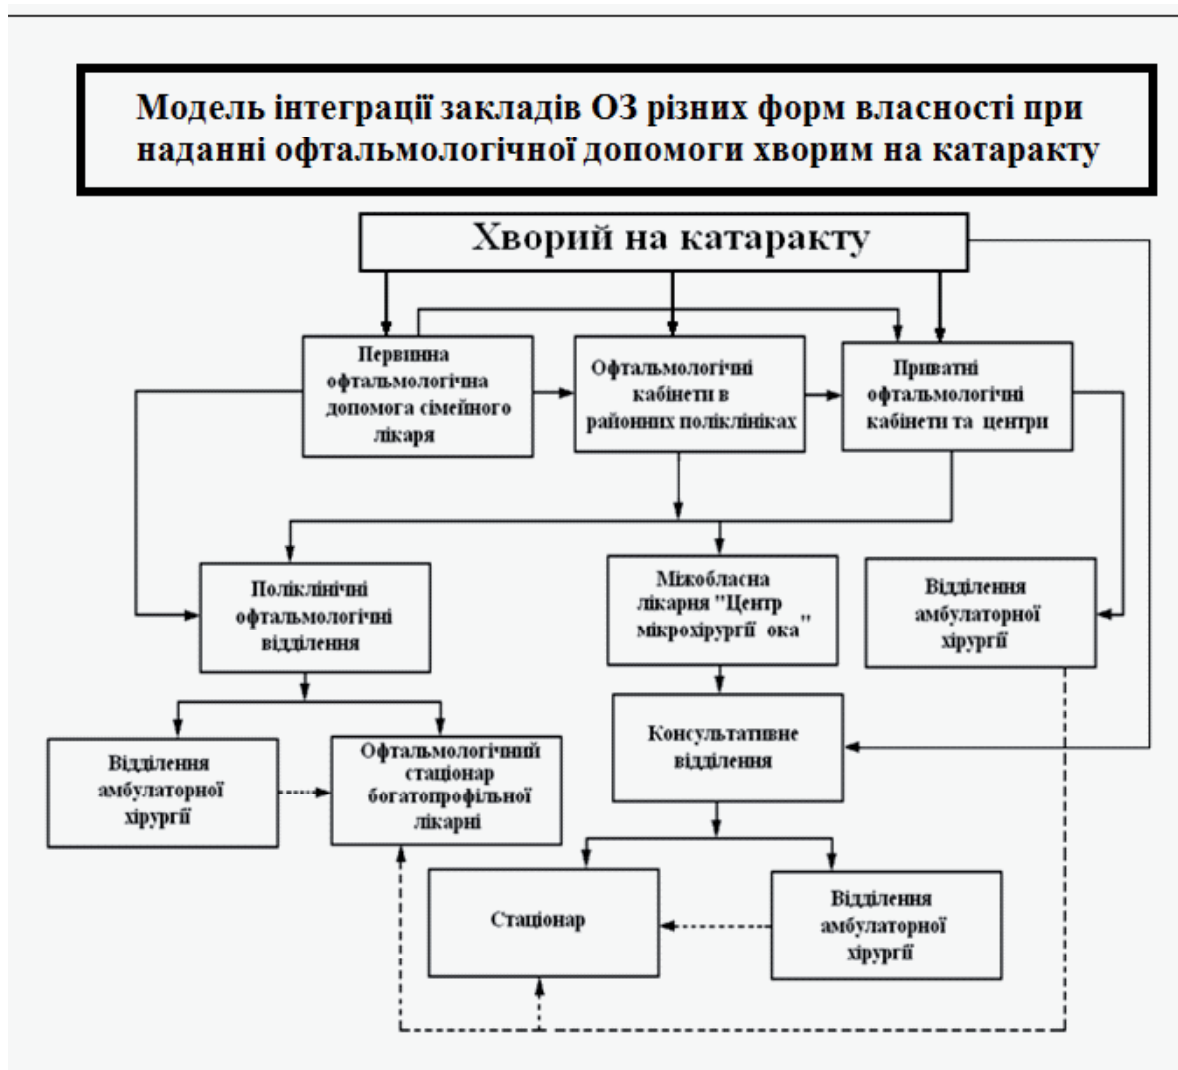 Модель інтеграції закладів ОЗ різних форм власності при
наданні офтальмологічної допомоги хворим на катаракту
Хворий на катаракту
Первинна
офтальмологічна
допомога сімейного
лікаря
Офтальмологічні
кабінети в
районних поліклініках
Приватні
офтальмологічні
кабінети та центри
Поліклінічні
офтальмологічні
відділення
Міжобласна
лікарня "Центр
мікрохірургії ока"
Відділення
амбулаторної
хірургії
Відділення
амбулаторної
хірургії
Офтальмологічний
стаціонар
богатопрофільної
лікарні
Консультативне
відділення
Стаціонар
Відділення
амбулаторної
хірургії